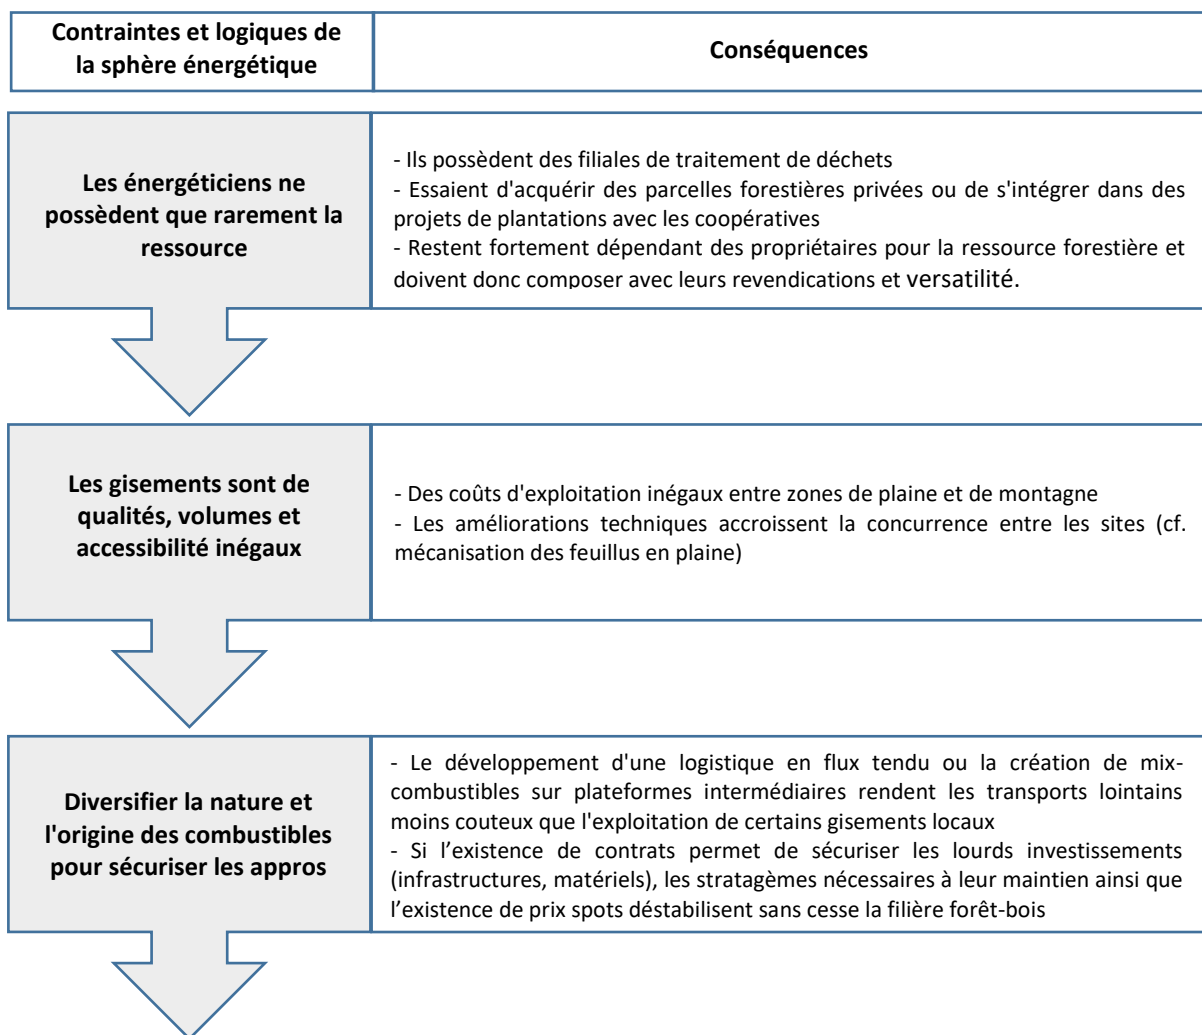 Contraintes et logiques de
la sphère énergétique
Conséquences
Les énergéticiens ne
possèdent que rarement la
ressource
- Ils possèdent des filiales de traitement de déchets
- Essaient d'acquérir des parcelles forestières privées ou de s'intégrer dans des
projets de plantations avec les coopératives
- Restent fortement dépendant des propriétaires pour la ressource forestière et
doivent donc composer avec leurs revendications et versatilité.
Les gisements sont de
qualités, volumes et
accessibilité inégaux
- Des coûts d'exploitation inégaux entre zones de plaine et de montagne
- Les améliorations techniques accroissent la concurrence entre les sites (cf.
mécanisation des feuillus en plaine)
Diversifier la nature et
l'origine des combustibles
pour sécuriser les appros
- Le développement d'une logistique en flux tendu ou la création de mix-
combustibles sur plateformes intermédiaires rendent les transports lointains
moins couteux que l'exploitation de certains gisements locaux
- Si l’existence de contrats permet de sécuriser les lourds investissements
(infrastructures, matériels), les stratagèmes nécessaires à leur maintien ainsi que
l’existence de prix spots déstabilisent sans cesse la filière forêt-bois